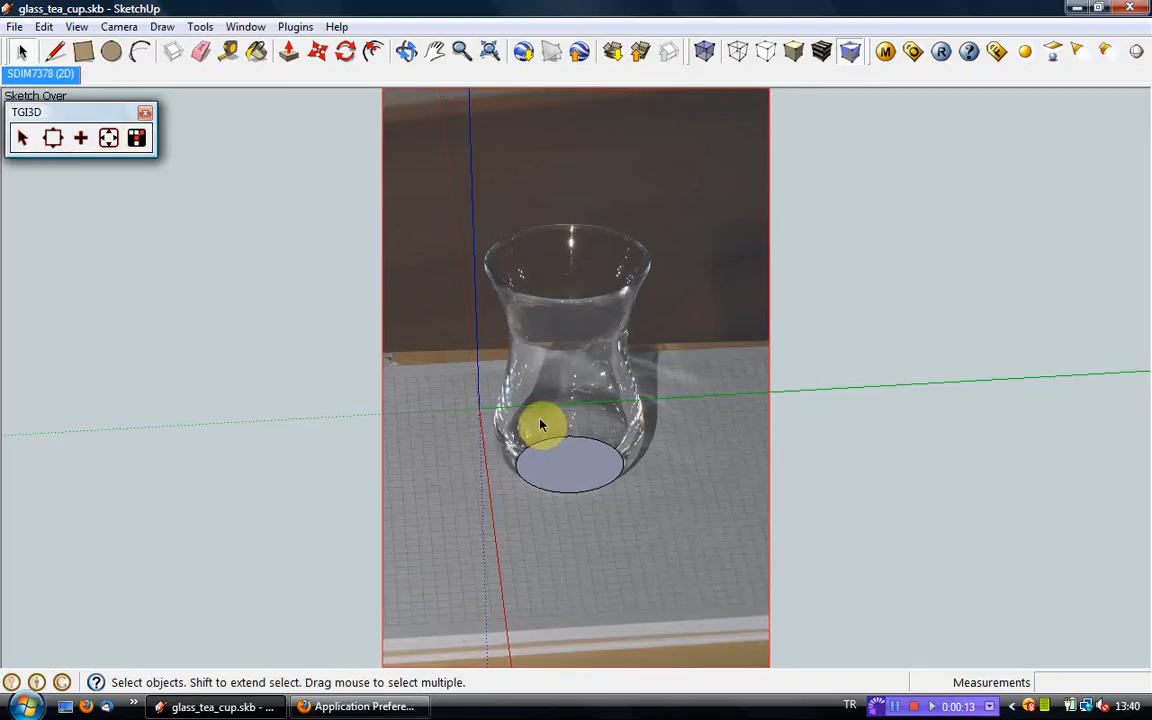 glass_tea_cup.skb - SketchUp
File Edit View Camera Draw Tools Window Plugins Help
SDIM7378 (2D)
Sketch Over
TGI3D
Select objects. Shift to extend select. Drag mouse to select multiple.
Measurements
glass_tea_cup.skb - ...
Application Prefere...
TR
0:00:13
13:40